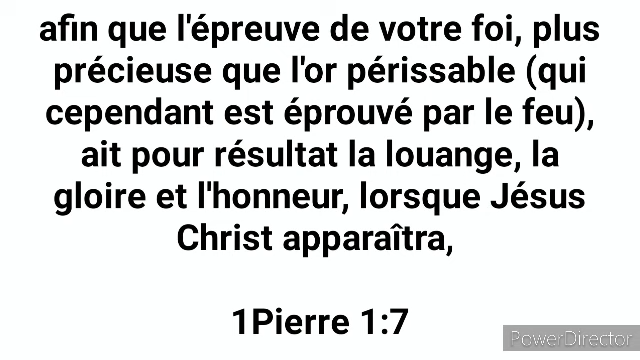 afin que l'épreuve de votre foi, plus
précieuse que l'or périssable (qui
cependant est éprouvé par le feu),
ait pour résultat la louange, la
gloire et l'honneur, lorsque Jésus
Christ apparaîtra,
1Pierre 1:7
PowerDirector